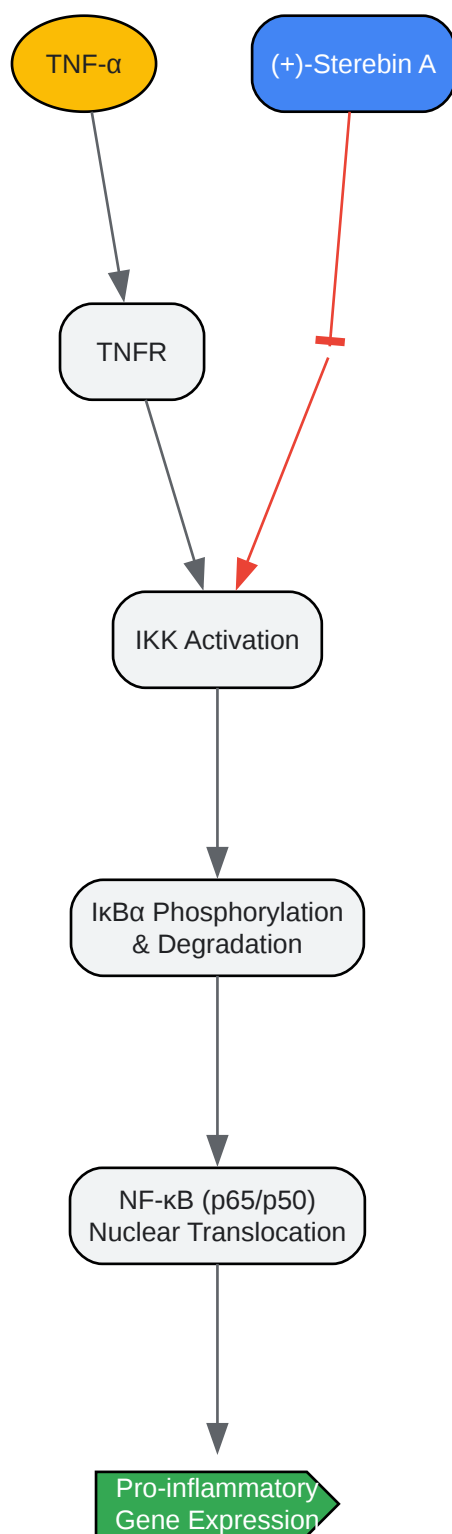 TNF-α
(+)-Sterebin A
TNFR
IKK Activation
IκBα Phosphorylation
& Degradation
NF-κB (p65/p50)
Nuclear Translocation
Pro-inflammatory
Gene Expression